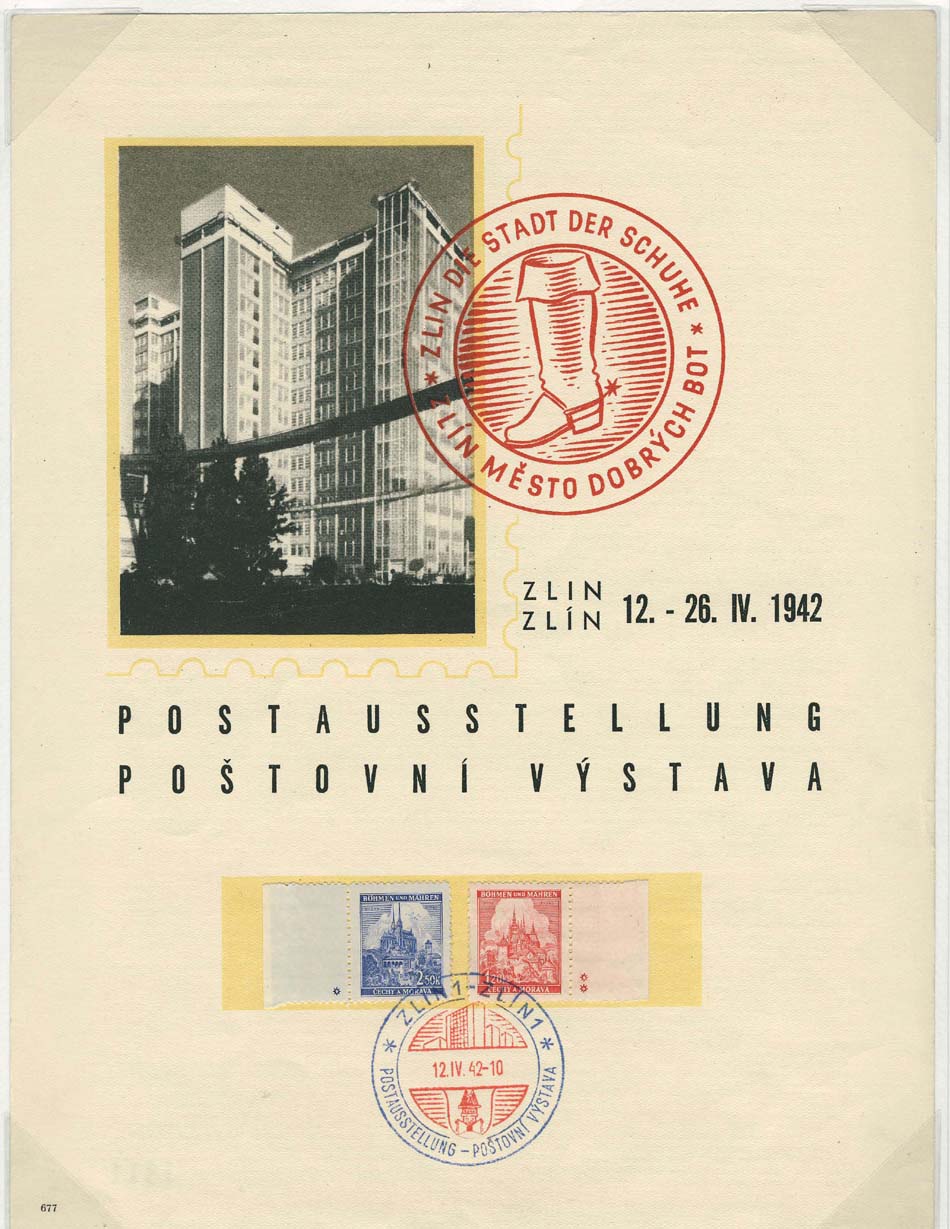 * ZLIN DIE STADT DER SCHUHE *
ZLÍN MĚSTO DOBRÝCH BOT
ZLIN
ZLÍN
12. - 26. IV. 1942
POSTAUSSTELLUNG
POŠTOVNÍ VÝSTAVA
BÖHMEN UND MÄHREN
2.50K
ČECHY A MORAVA
BÖHMEN UND MÄHREN
ČECHY A MORAVA
* ZLIN 1 - ZLÍN 1 *
12.IV. 42-10
POSTAUSSTELLUNG - POŠTOVNÍ VÝSTAVA
677